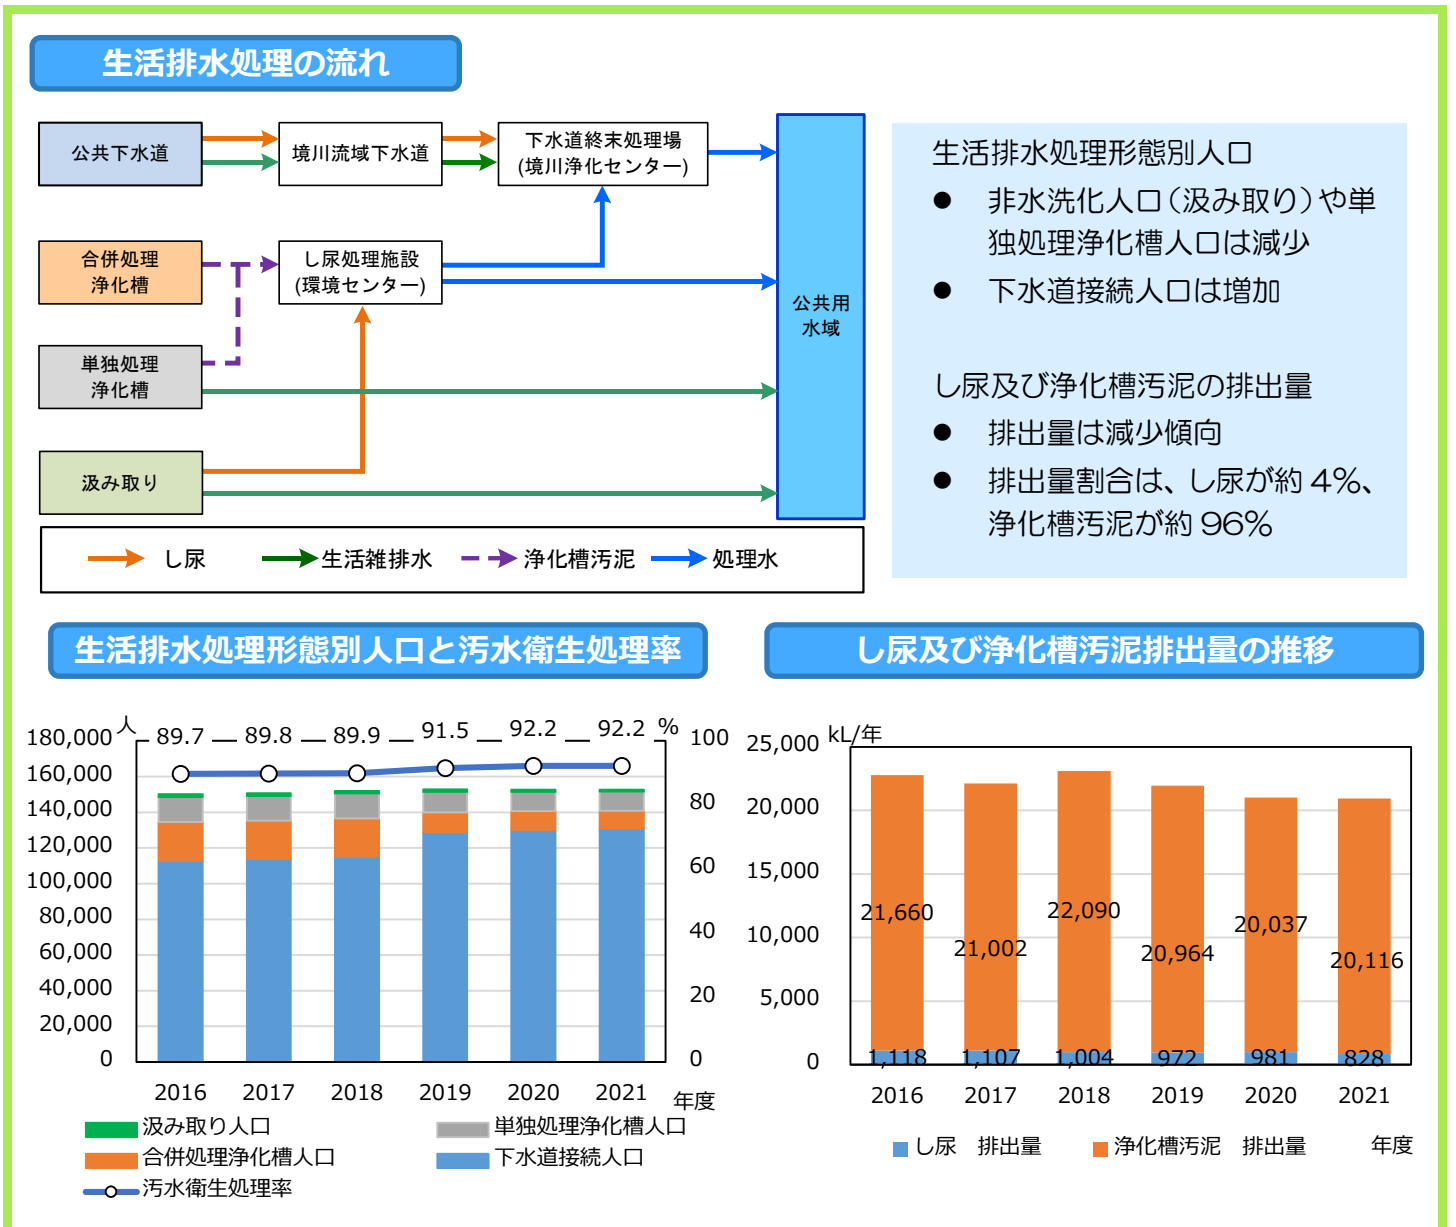 生活排水処理の流れ
公共下水道
境川流域下水道
下水道終末処理場
(境川浄化センター)
合併処理
浄化槽
し尿処理施設
(環境センター)
単独処理
浄化槽
汲み取り
公共用
水域
し尿
生活雑排水
浄化槽汚泥
処理水
生活排水処理形態別人口
● 非水洗化人口（汲み取り）や単
独処理浄化槽人口は減少
● 下水道接続人口は増加
し尿及び浄化槽汚泥の排出量
● 排出量は減少傾向
● 排出量割合は、し尿が約 4%、
浄化槽汚泥が約 96%
生活排水処理形態別人口と汚水衛生処理率
人
%
180,000
160,000
140,000
120,000
100,000
80,000
60,000
40,000
20,000
0
89.7 89.8 89.9 91.5 92.2 92.2
100
80
60
40
20
0
2016 2017 2018 2019 2020 2021
年度
汲み取り人口
単独処理浄化槽人口
合併処理浄化槽人口
下水道接続人口
汚水衛生処理率
し尿及び浄化槽汚泥排出量の推移
kL/年
25,000
20,000
15,000
10,000
5,000
0
21,660 21,002 22,090 20,964 20,037 20,116
1,118 1,107 1,004 972 981 828
2016 2017 2018 2019 2020 2021
し尿 排出量
浄化槽汚泥 排出量
年度